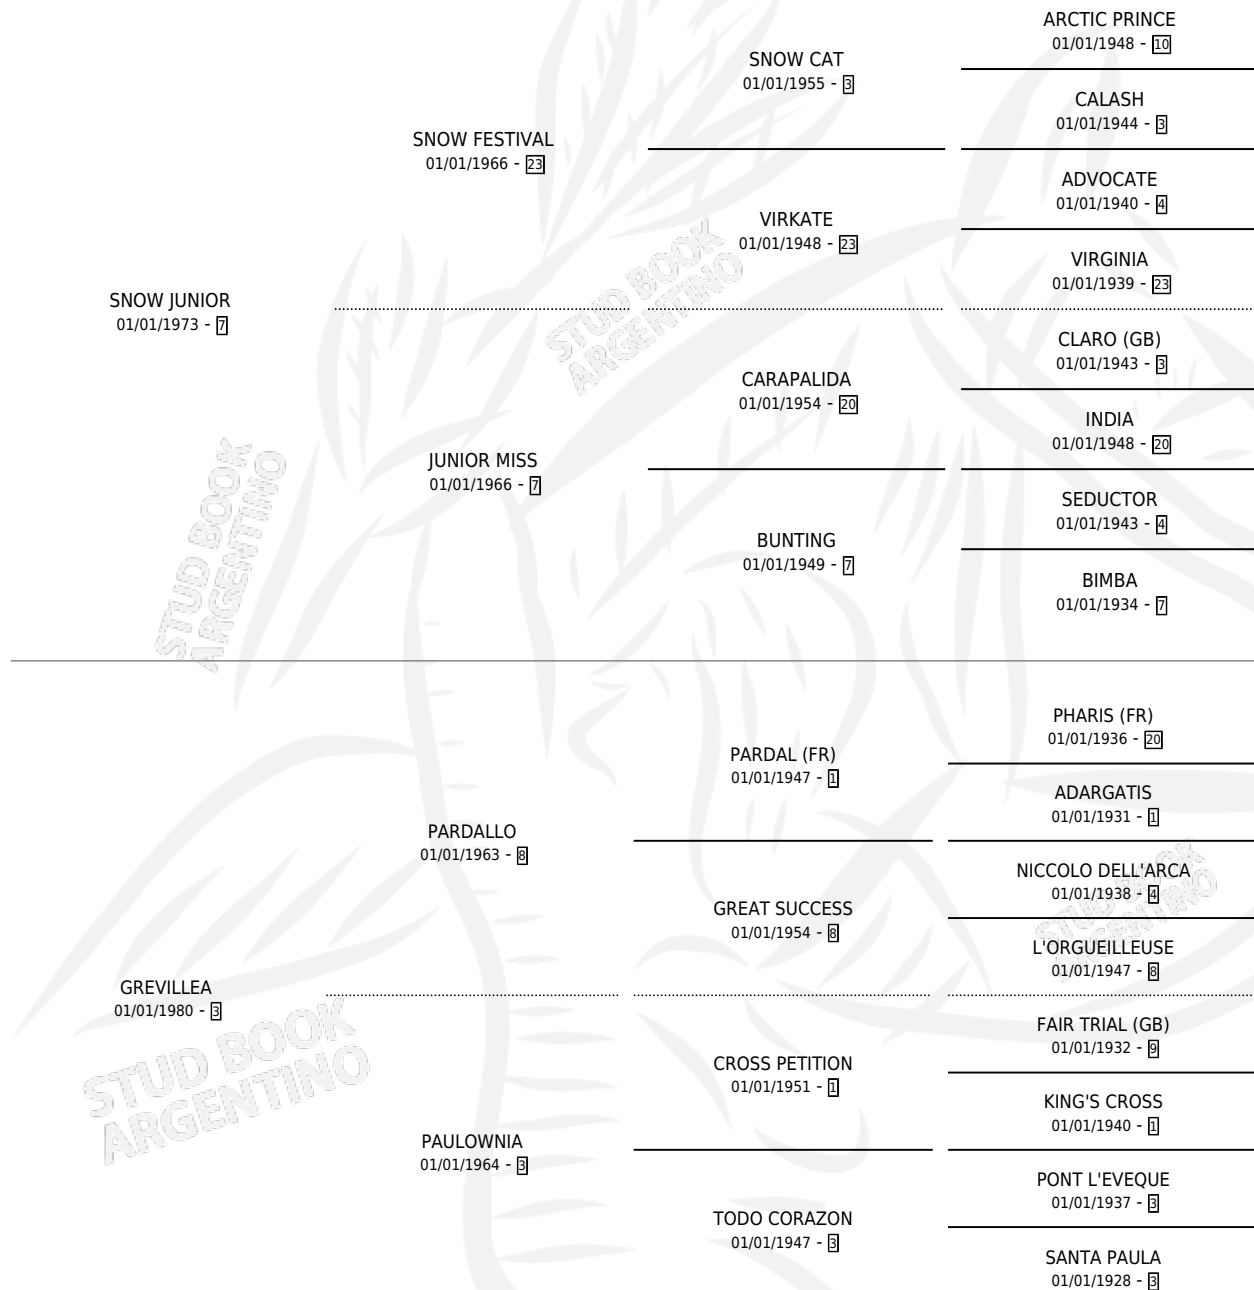 SNOW JUNIOR
01/01/1973 - 7
SNOW FESTIVAL
01/01/1966 - 23
SNOW CAT
01/01/1955 - 3
ARCTIC PRINCE
01/01/1948 - 10
CALASH
01/01/1944 - 3
VIRKATE
01/01/1948 - 23
ADVOCATE
01/01/1940 - 4
VIRGINIA
01/01/1939 - 23
JUNIOR MISS
01/01/1966 - 7
CARAPALIDA
01/01/1954 - 20
CLARO (GB)
01/01/1943 - 3
INDIA
01/01/1948 - 20
BUNTING
01/01/1949 - 7
SEDUCTOR
01/01/1943 - 4
BIMBA
01/01/1934 - 7
GREVILLEA
01/01/1980 - 3
PARDALLO
01/01/1963 - 8
PARDAL (FR)
01/01/1947 - 1
PHARIS (FR)
01/01/1936 - 20
ADARGATIS
01/01/1931 - 1
GREAT SUCCESS
01/01/1954 - 8
NICCOLO DELL'ARCA
01/01/1938 - 4
L'ORGUEILLEUSE
01/01/1947 - 8
PAULOWNIA
01/01/1964 - 3
CROSS PETITION
01/01/1951 - 1
FAIR TRIAL (GB)
01/01/1932 - 9
KING'S CROSS
01/01/1940 - 1
TODO CORAZON
01/01/1947 - 3
PONT L'EVEQUE
01/01/1937 - 3
SANTA PAULA
01/01/1928 - 3
STUD BOOK
ARGENTINO
STUD BOOK
ARGENTINO
STUD BOOK
ARGENTINO
STUD BOOK
ARGENTINO